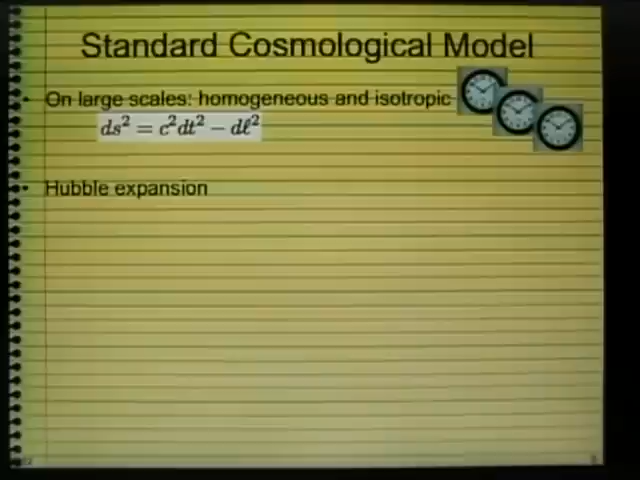 Standard Cosmological Model
• On large scales: homogeneous and isotropic
ds² = c²dt² − dℓ²
• Hubble expansion